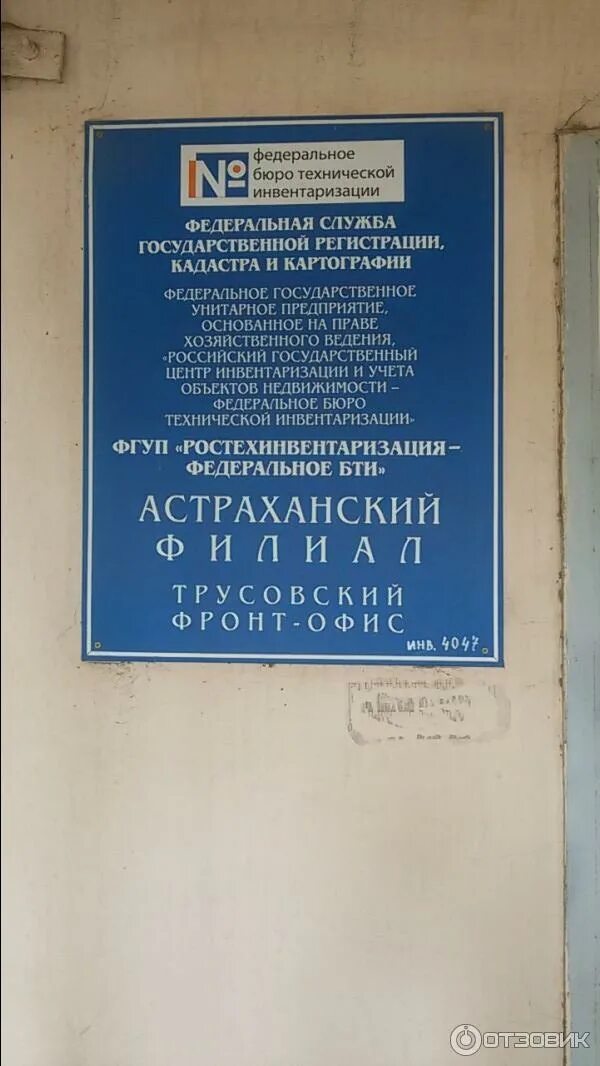 № федеральное
бюро технической
инвентаризации
ФЕДЕРАЛЬНАЯ СЛУЖБА
ГОСУДАРСТВЕННОЙ РЕГИСТРАЦИИ,
КАДАСТРА И КАРТОГРАФИИ
ФЕДЕРАЛЬНОЕ ГОСУДАРСТВЕННОЕ
УНИТАРНОЕ ПРЕДПРИЯТИЕ,
ОСНОВАННОЕ НА ПРАВЕ
ХОЗЯЙСТВЕННОГО ВЕДЕНИЯ,
«РОССИЙСКИЙ ГОСУДАРСТВЕННЫЙ
ЦЕНТР ИНВЕНТАРИЗАЦИИ И УЧЕТА
ОБЪЕКТОВ НЕДВИЖИМОСТИ –
ФЕДЕРАЛЬНОЕ БЮРО
ТЕХНИЧЕСКОЙ ИНВЕНТАРИЗАЦИИ»
ФГУП «РОСТЕХИНВЕНТАРИЗАЦИЯ–
ФЕДЕРАЛЬНОЕ БТИ»
АСТРАХАНСКИЙ
ФИЛИАЛ
ТРУСОВСКИЙ
ФРОНТ-ОФИС
ИНВ. 4047
ОТЗОВИК